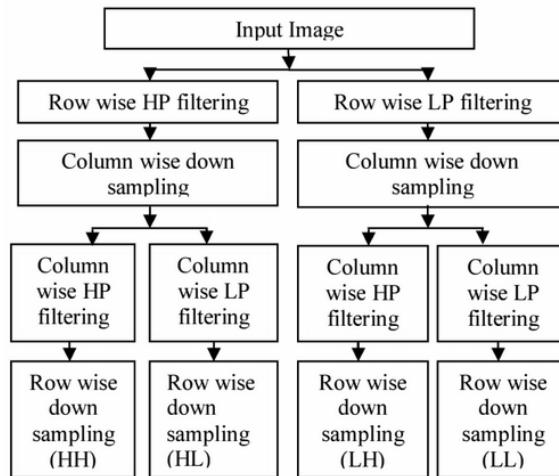 Input Image
Row wise HP filtering
Row wise LP filtering
Column wise down
sampling
Column wise down
sampling
Column
wise HP
filtering
Column
wise LP
filtering
Column
wise HP
filtering
Column
wise LP
filtering
Row wise
down
sampling
(HH)
Row wise
down
sampling
(HL)
Row wise
down
sampling
(LH)
Row wise
down
sampling
(LL)